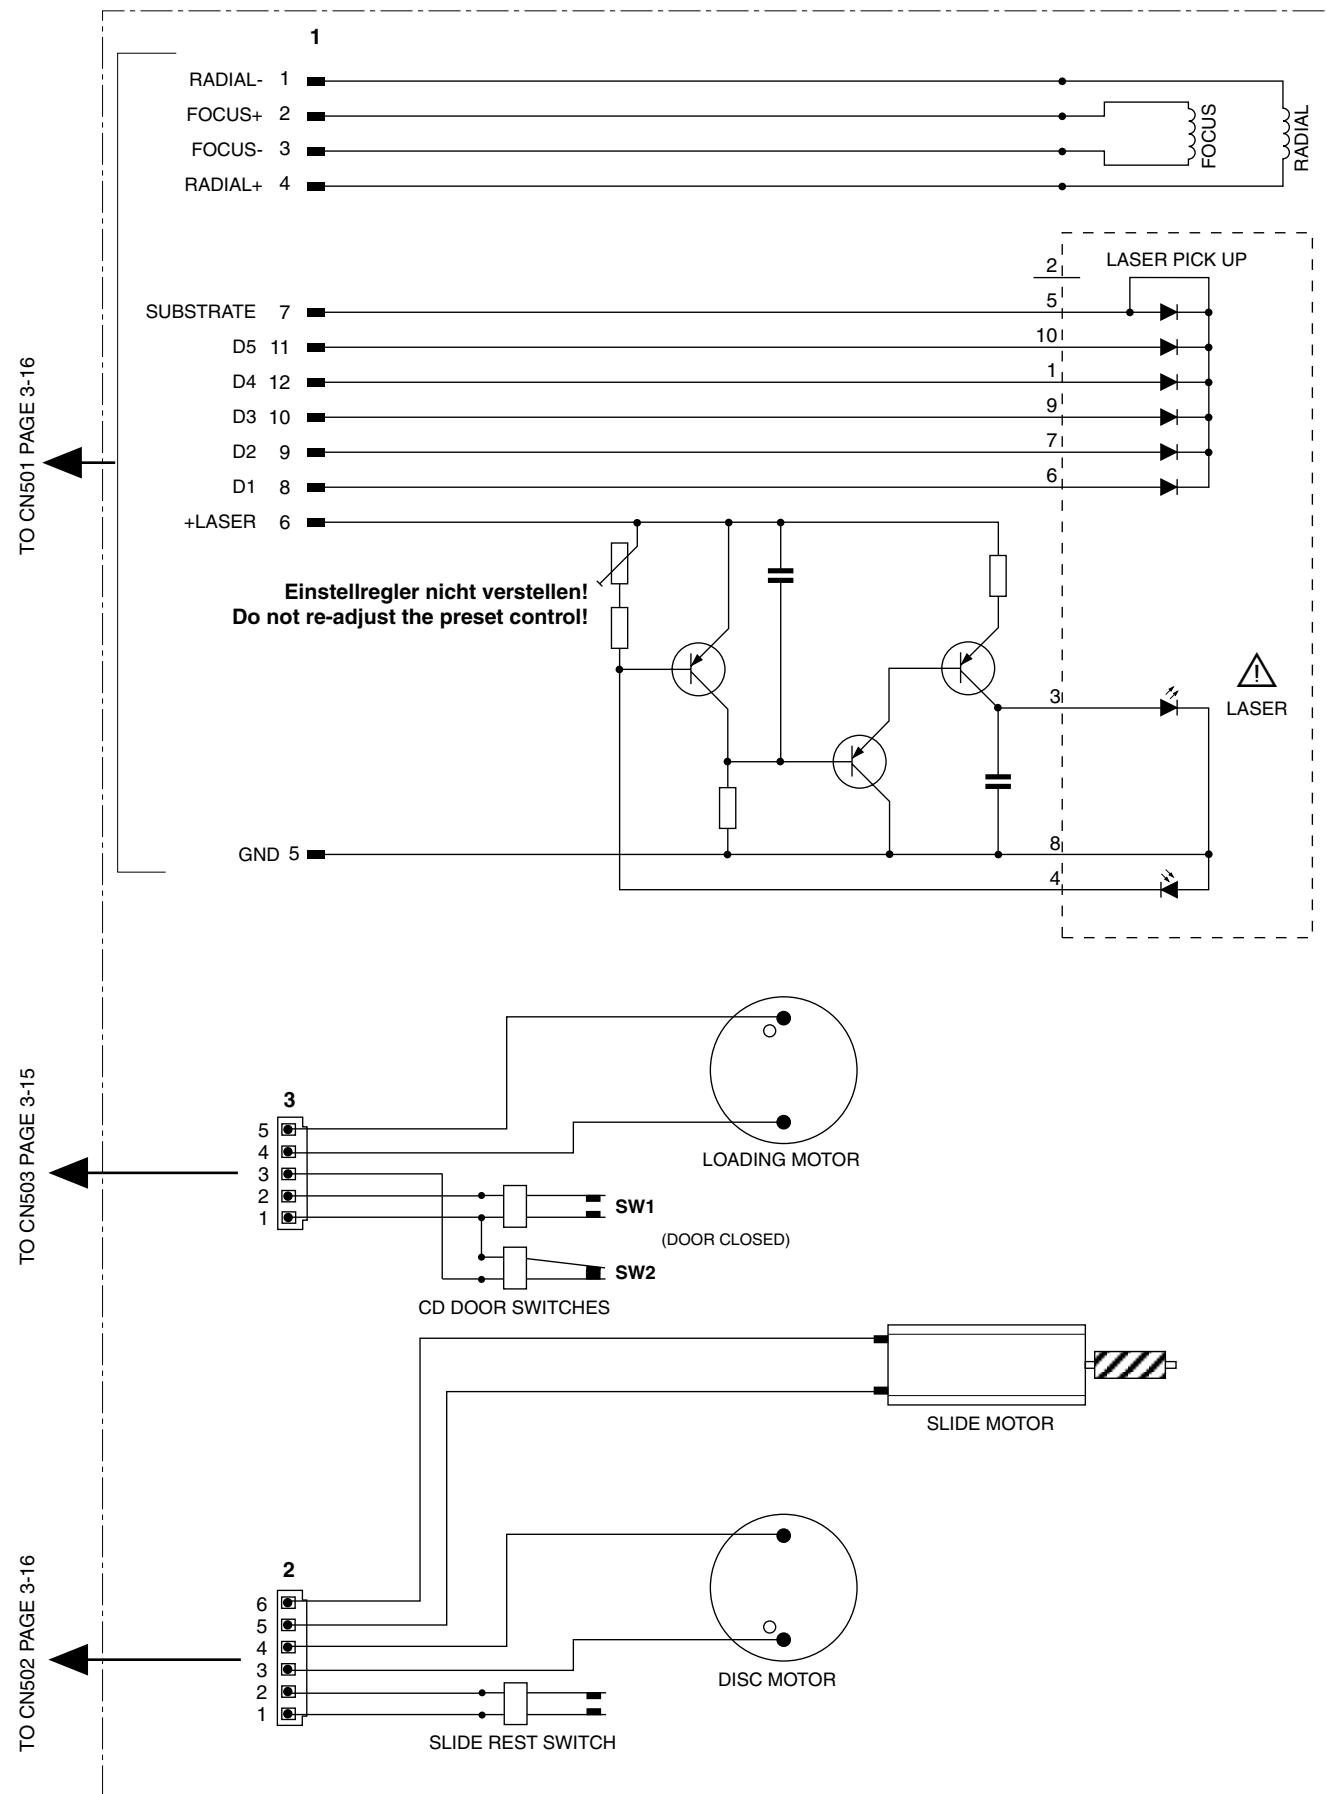 1
RADIAL- 1
FOCUS+ 2
FOCUS- 3
RADIAL+ 4
FOCUS
RADIAL
2 LASER PICK UP
SUBSTRATE 7 5
D5 11 10
D4 12 1
D3 10 9
D2 9 7
D1 8 6
+LASER 6
TO CN501 PAGE 3-16
Einstellregler nicht verstellen!
Do not re-adjust the preset control!
3
!
LASER
GND 5 8
4
TO CN503 PAGE 3-15
3
5
4
3
2
1
LOADING MOTOR
SW1
(DOOR CLOSED)
SW2
CD DOOR SWITCHES
SLIDE MOTOR
TO CN502 PAGE 3-16
2
6
5
4
3
2
1
DISC MOTOR
SLIDE REST SWITCH